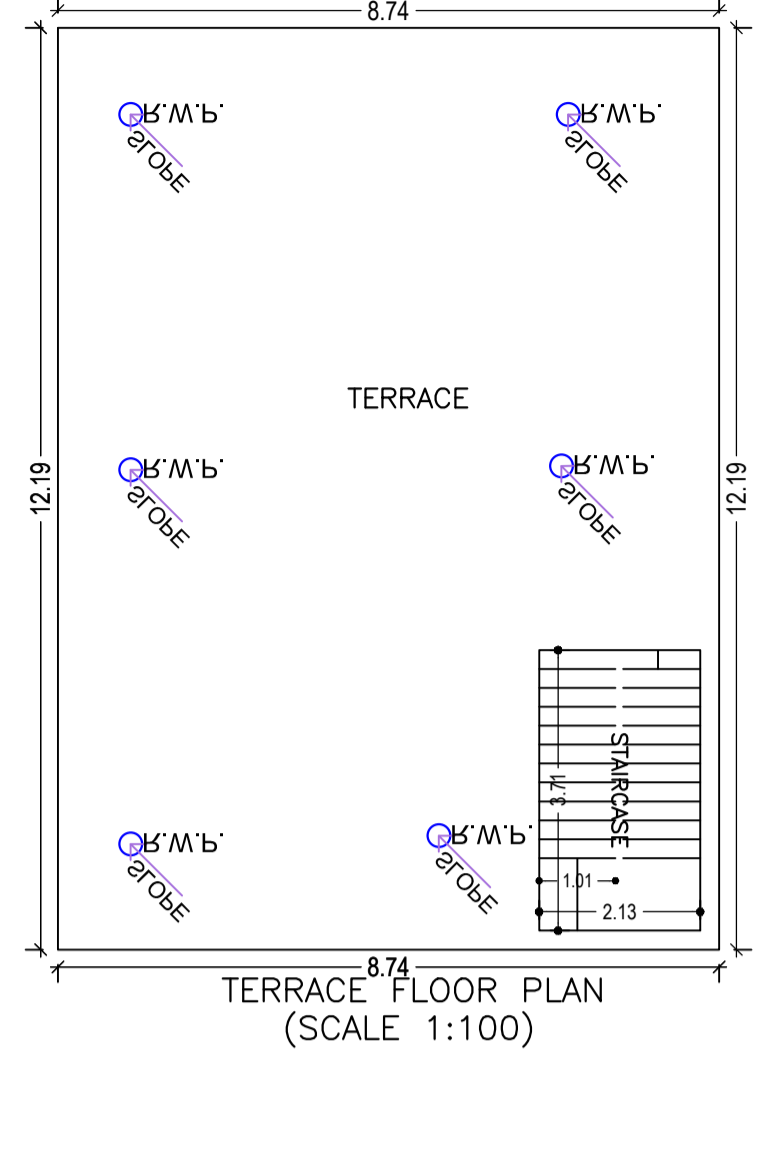 8.74
R.W.P.
R.W.P.
SLOPE
SLOPE
TERRACE
12.19
12.19
R.W.P.
R.W.P.
SLOPE
SLOPE
STAIRCASE
3.71
R.W.P.
R.W.P.
SLOPE
SLOPE
1.01
2.13
8.74
TERRACE FLOOR PLAN
(SCALE 1:100)